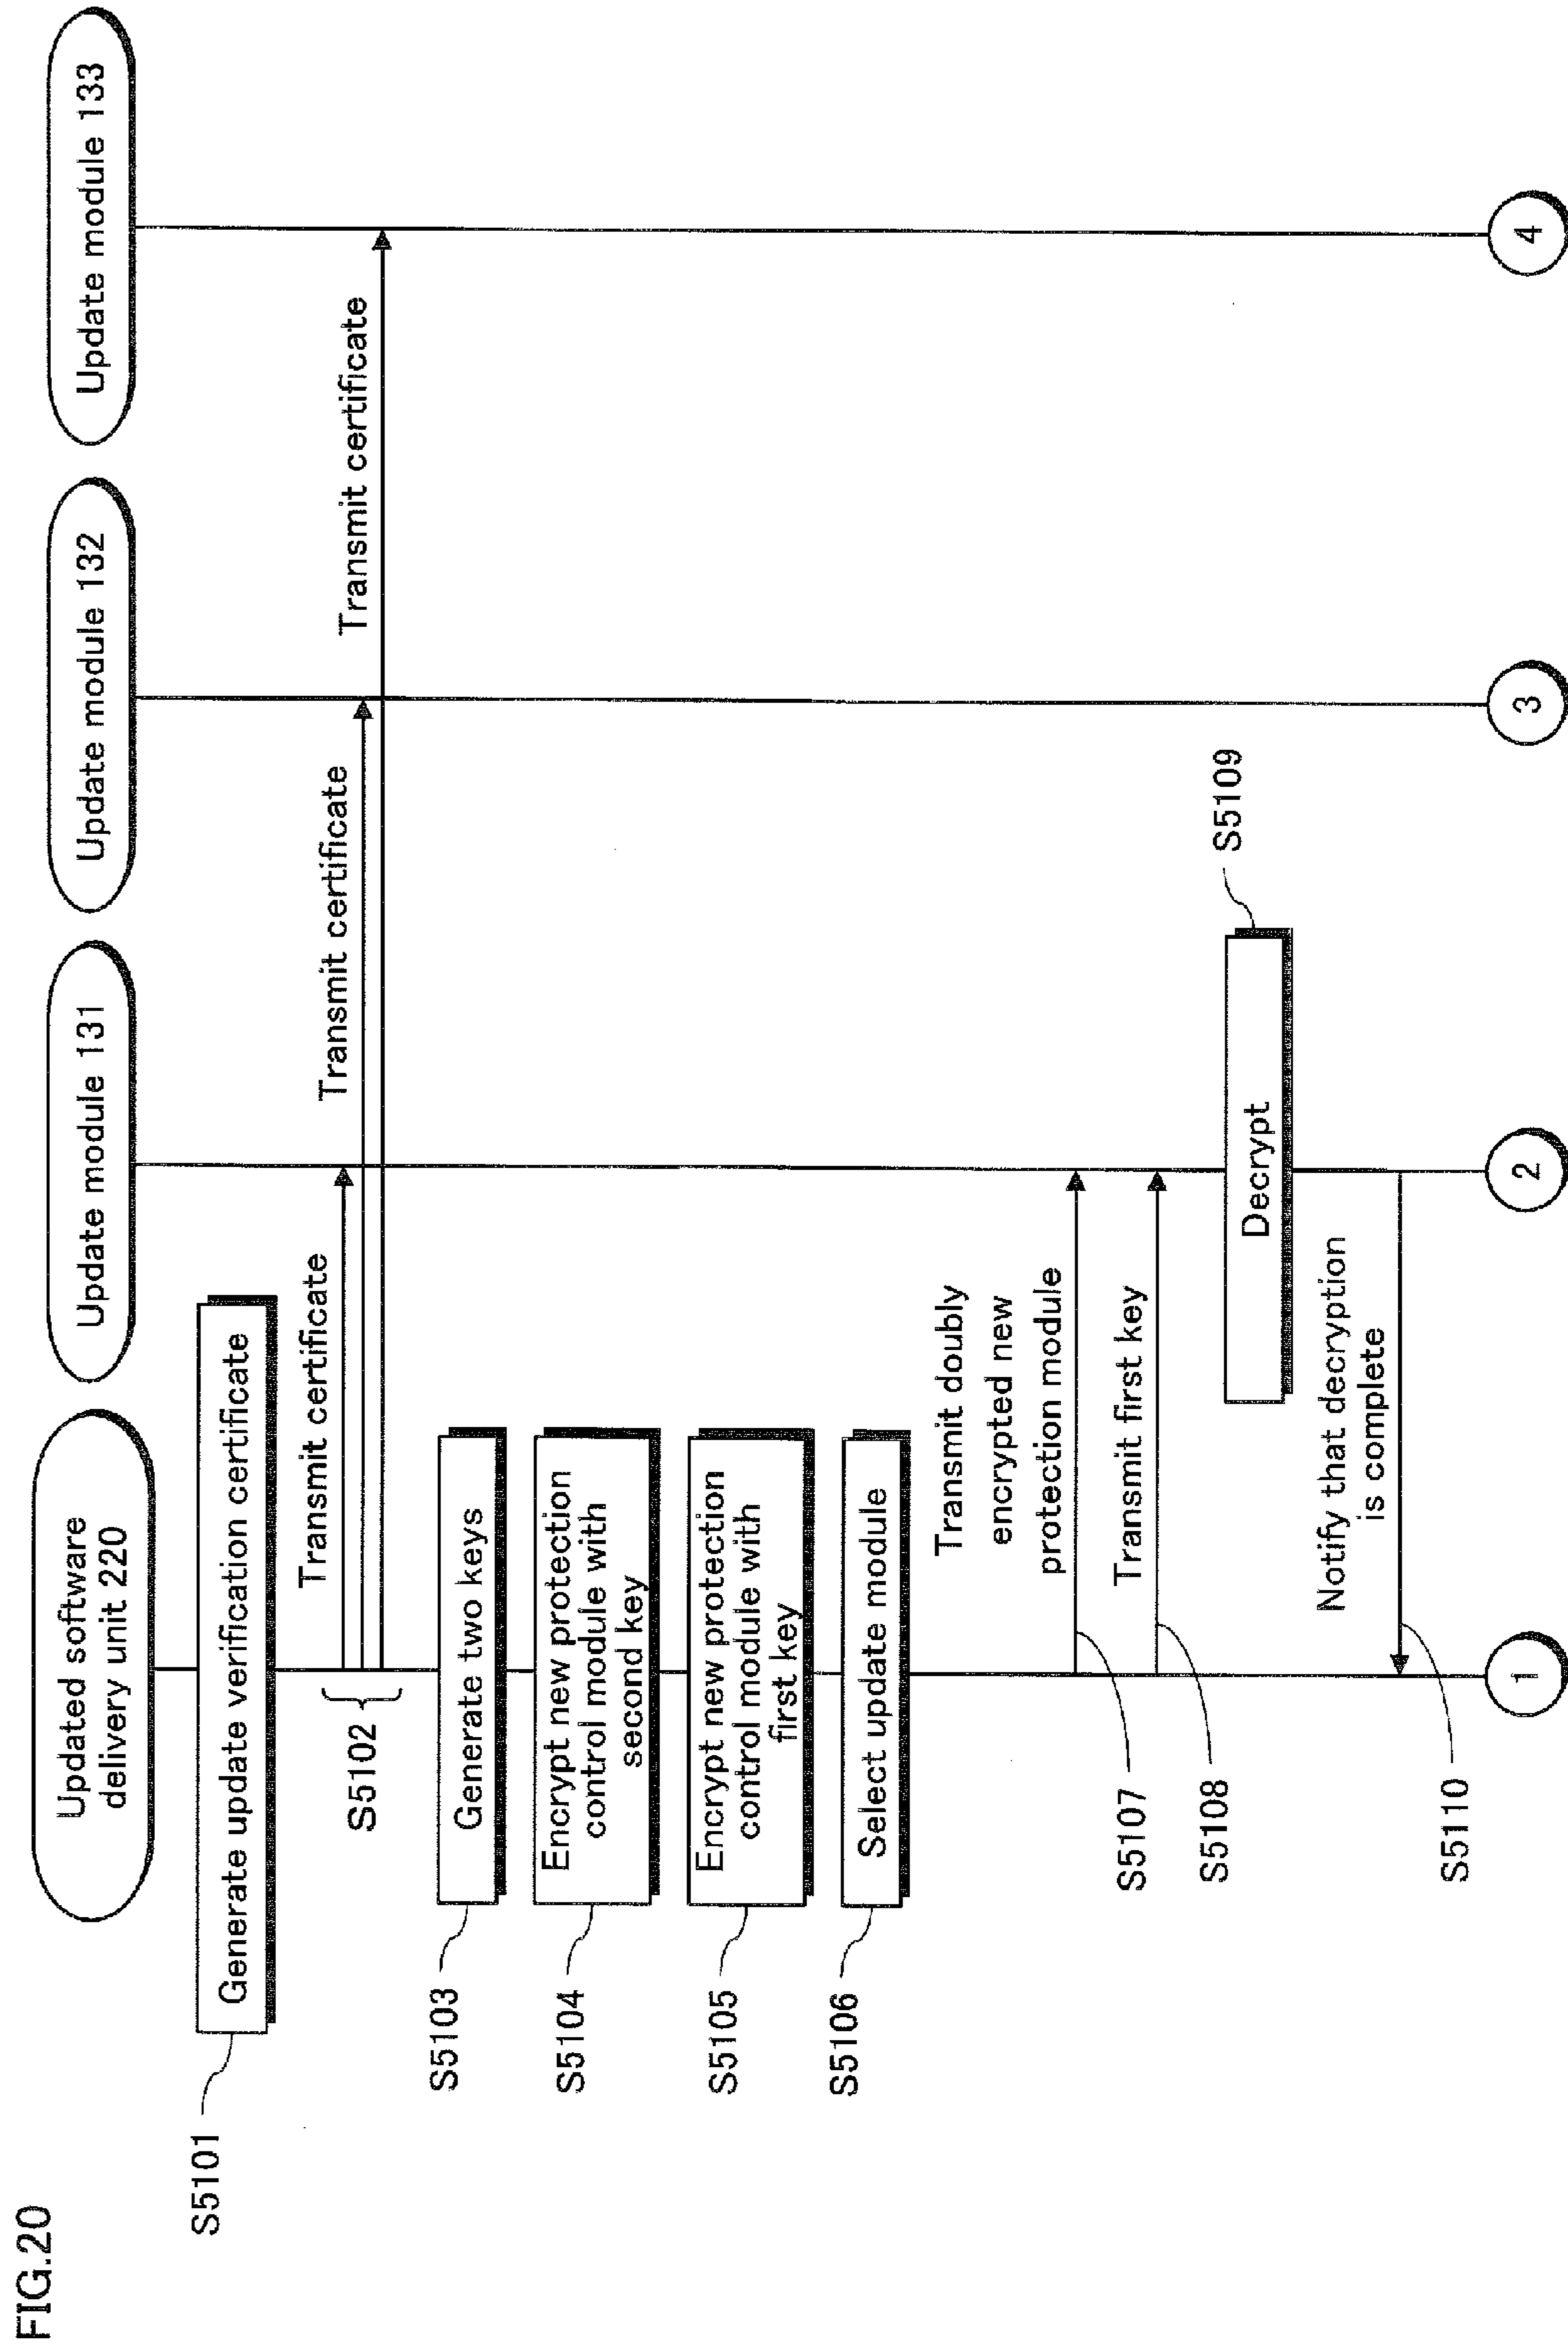 FIG.20
Updated software
delivery unit 220
Update module 131
Update module 132
Update module 133
S5101
Generate update verification certificate
S5102
Transmit certificate
Transmit certificate
Transmit certificate
S5103
Generate two keys
S5104
Encrypt new protection
control module with
second key
S5105
Encrypt new protection
control module with
first key
S5106
Select update module
Transmit doubly
encrypted new
protection module
S5107
Transmit first key
S5108
Decrypt
S5109
Notify that decryption
is complete
S5110
1
2
3
4